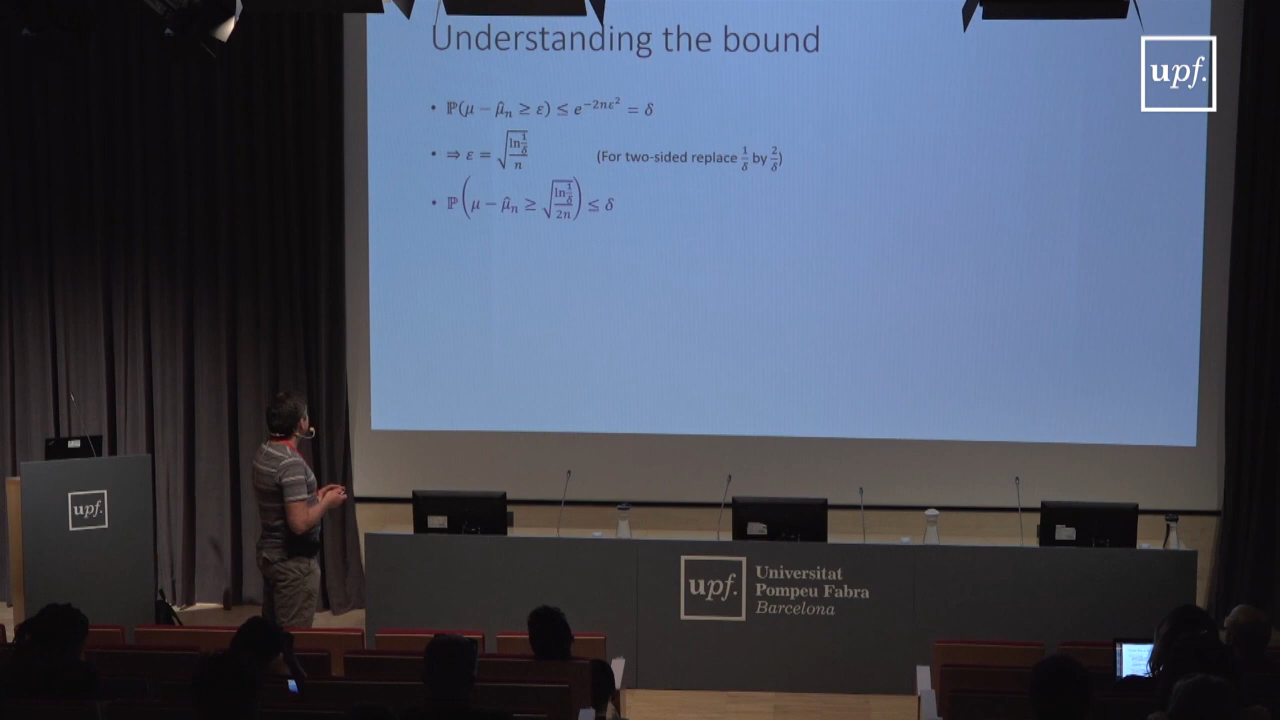 Understanding the bound
upf.
• ℙ(μ − μ̂ₙ ≥ ε) ≤ e^{−2nε²} = δ
• ⇒ ε = √(ln(1/δ)/n) (For two-sided replace 1/δ by 2/δ)
• ℙ(μ − μ̂ₙ ≥ √(ln(1/δ)/2n)) ≤ δ
upf.
upf.
Universitat
Pompeu Fabra
Barcelona